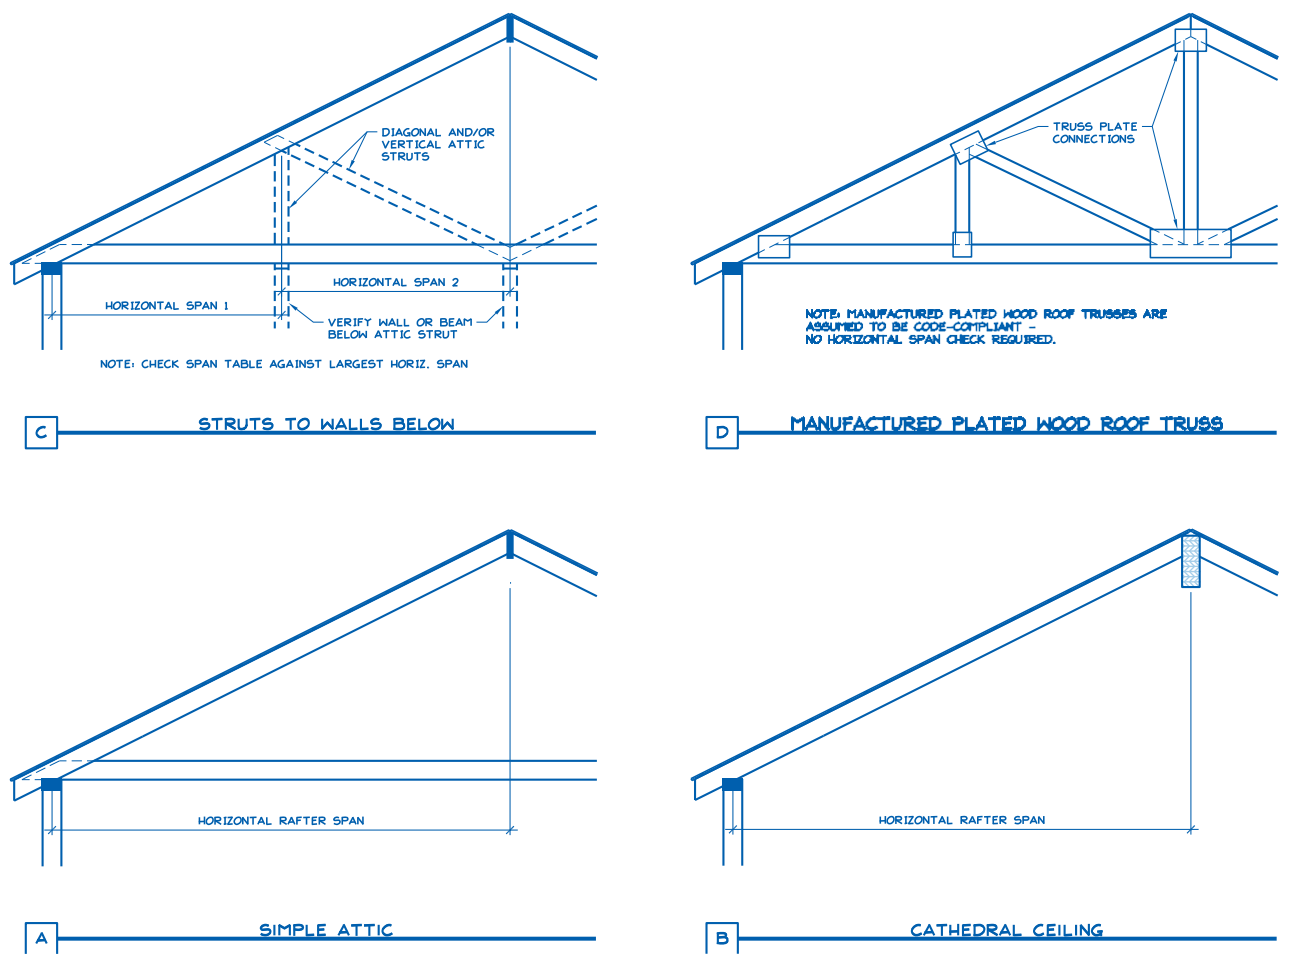 DIAGONAL AND/OR
VERTICAL ATTIC
STRUTS
HORIZONTAL SPAN 2
HORIZONTAL SPAN 1
VERIFY WALL OR BEAM
BELOW ATTIC STRUT
NOTE: CHECK SPAN TABLE AGAINST LARGEST HORIZ. SPAN
C
STRUTS TO WALLS BELOW
TRUSS PLATE
CONNECTIONS
NOTE: MANUFACTURED PLATED WOOD ROOF TRUSSES ARE
ASSUMED TO BE CODE-COMPLIANT -
NO HORIZONTAL SPAN CHECK REQUIRED.
D
MANUFACTURED PLATED WOOD ROOF TRUSS
HORIZONTAL RAFTER SPAN
A
SIMPLE ATTIC
HORIZONTAL RAFTER SPAN
B
CATHEDRAL CEILING